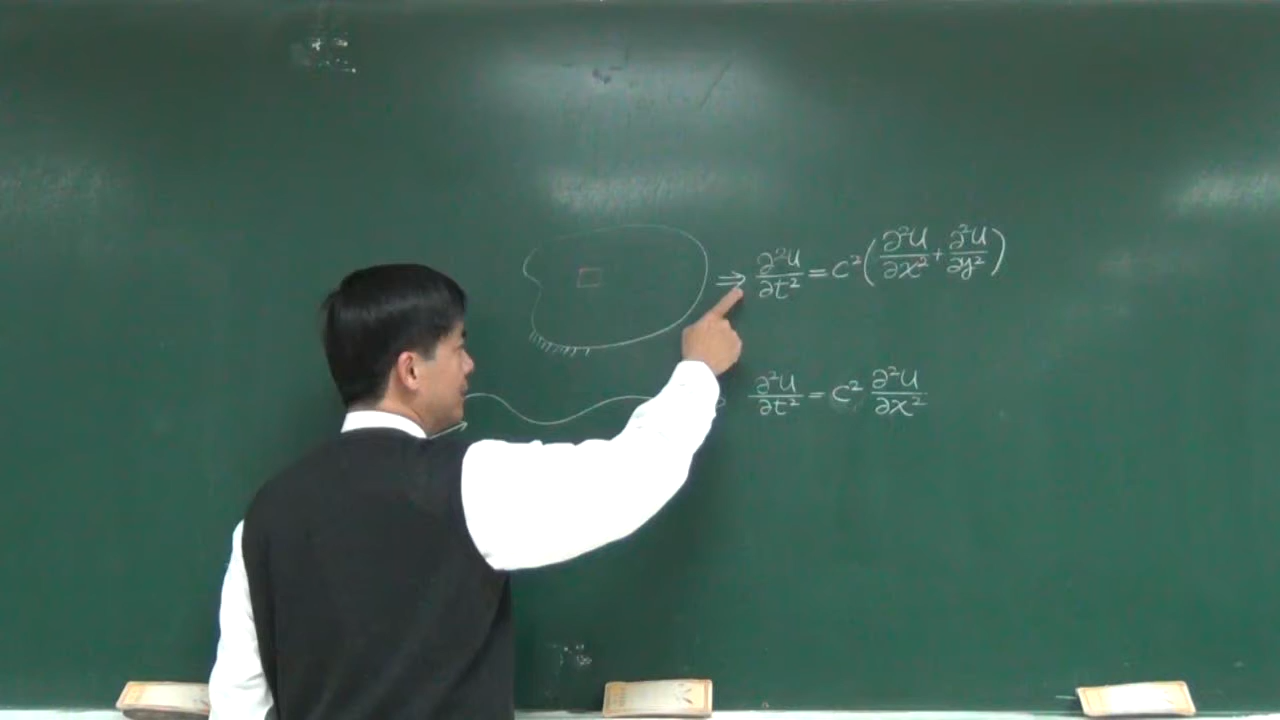 ⇒ ∂²u/∂t² = c²(∂²u/∂x² + ∂²u/∂y²)
∂²u/∂t² = c² ∂²u/∂x²